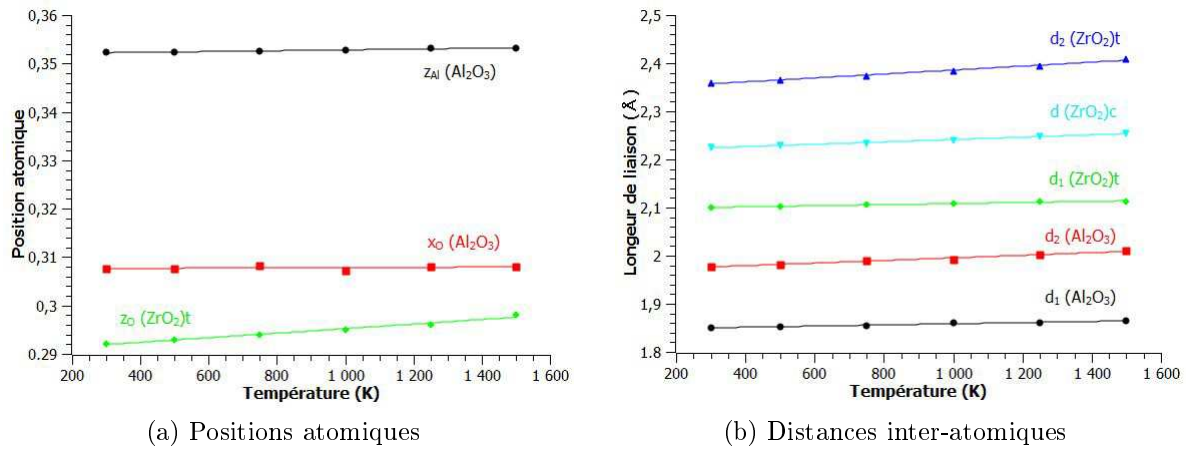 0,36
0,35
0,34
0,33
0,32
0,31
0,3
0.29
Position atomique
z_Al (Al₂O₃)
x_O (Al₂O₃)
z_O (ZrO₂)t
200 400 600 800 1 000 1 200 1 400 1 600
Température (K)
(a) Positions atomiques
2,5
2,4
2,3
2,2
2,1
2
1,9
1.8
Longeur de liaison ( Å )
d₂ (ZrO₂)t
d (ZrO₂)c
d₁ (ZrO₂)t
d₂ (Al₂O₃)
d₁ (Al₂O₃)
200 400 600 800 1 000 1 200 1 400 1 600
Température (K)
(b) Distances inter-atomiques